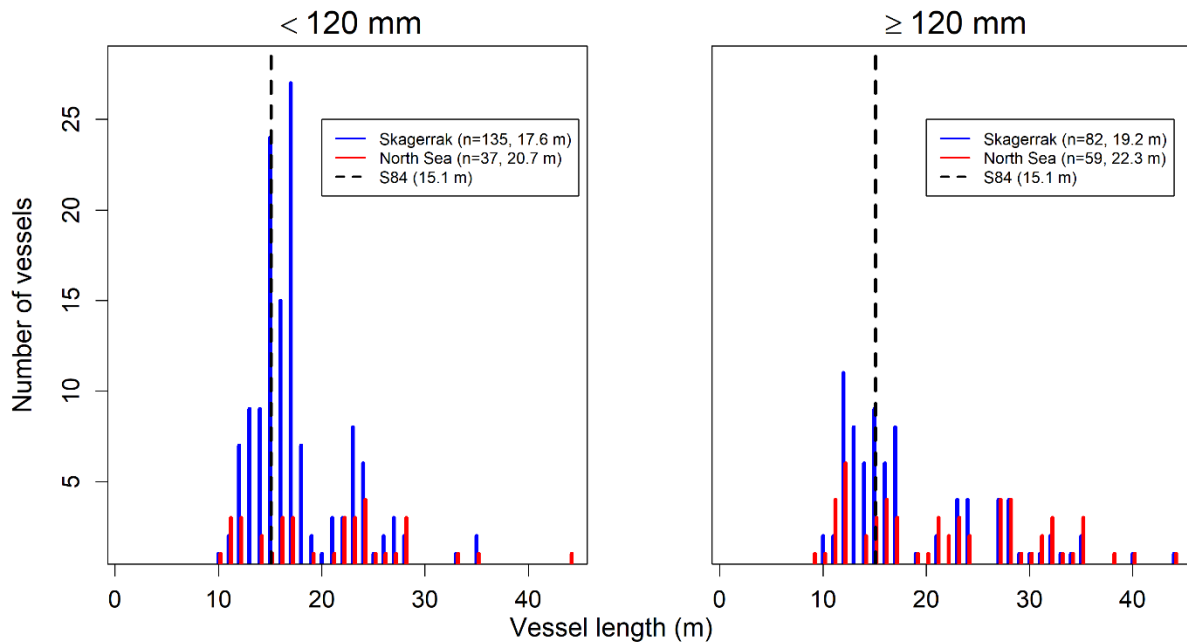 < 120 mm
≥ 120 mm
Number of vessels
25
20
15
10
5
Skagerrak (n=135, 17.6 m)
North Sea (n=37, 20.7 m)
S84 (15.1 m)
Skagerrak (n=82, 19.2 m)
North Sea (n=59, 22.3 m)
S84 (15.1 m)
0 10 20 30 40
0 10 20 30 40
Vessel length (m)